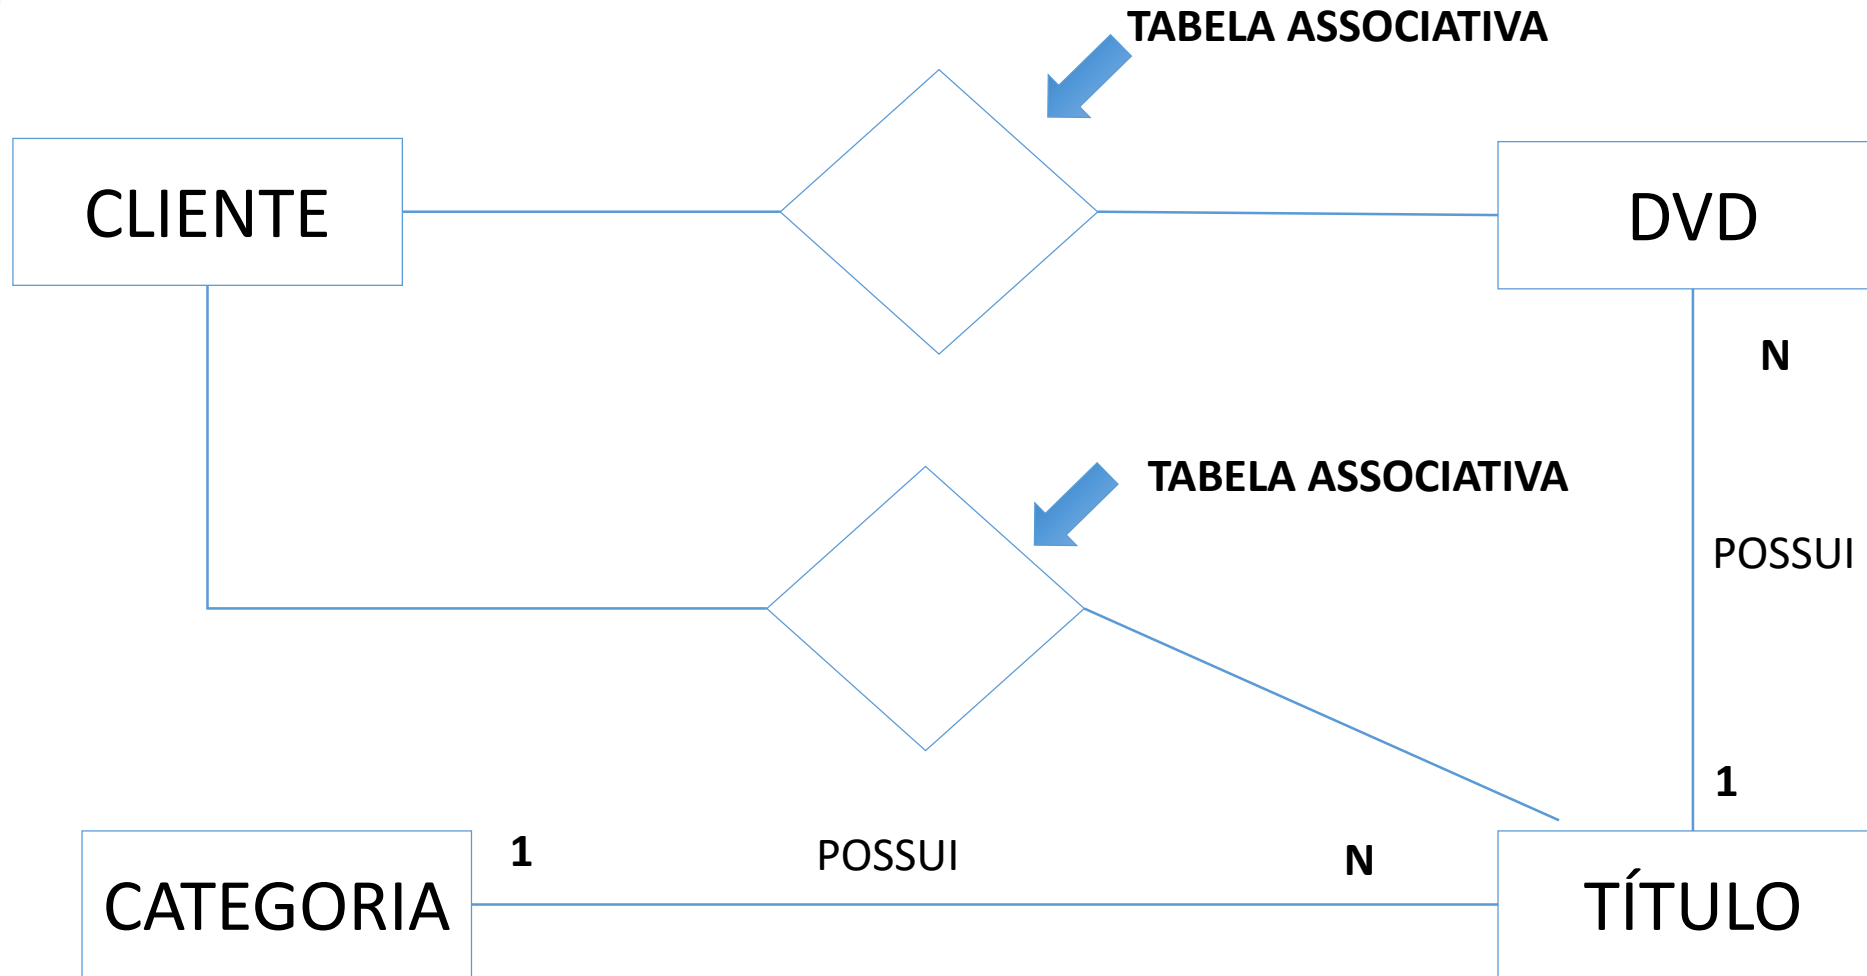 TABELA ASSOCIATIVA
CLIENTE
DVD
N
TABELA ASSOCIATIVA
POSSUI
1
1
POSSUI
N
CATEGORIA
TÍTULO